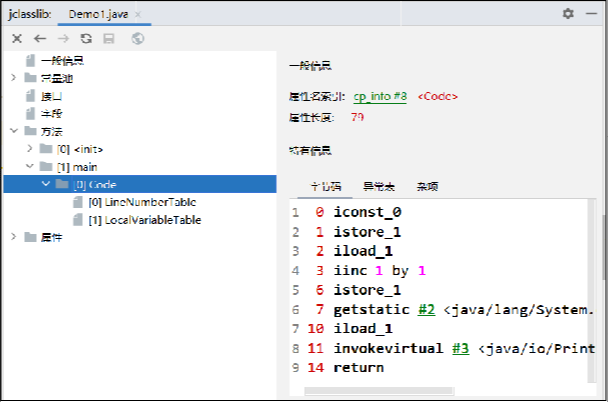 jclasslib: Demo1.java
一般信息
常量池
接口
字段
方法
[0] <init>
[1] main
[0] Code
[0] LineNumberTable
[1] LocalVariableTable
属性
一般信息
属性名索引: cp_info #8 <Code>
属性长度: 79
特有信息
字节码 异常表 杂项
1 0 iconst_0
2 1 istore_1
3 2 iload_1
4 3 iinc 1 by 1
5 6 istore_1
6 7 getstatic #2 <java/lang/System.
7 10 iload_1
8 11 invokevirtual #3 <java/io/Print
9 14 return